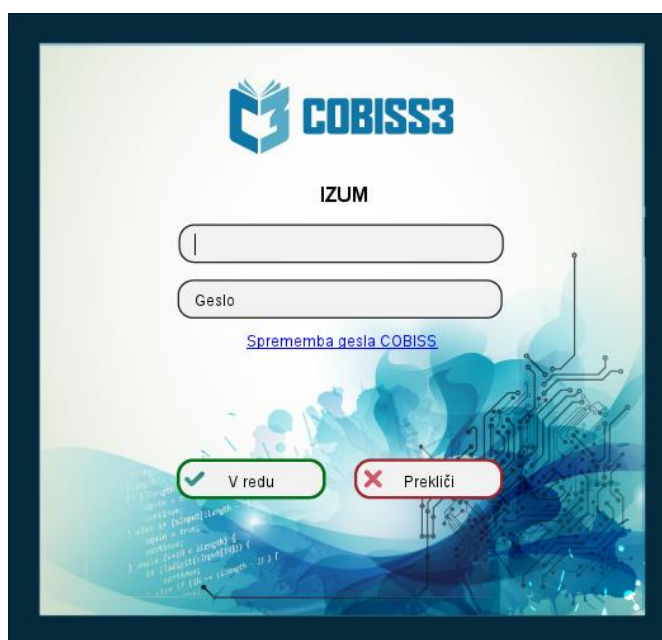 COBISS3
IZUM
Geslo
Sprememba gesla COBISS
V redu
Prekliči